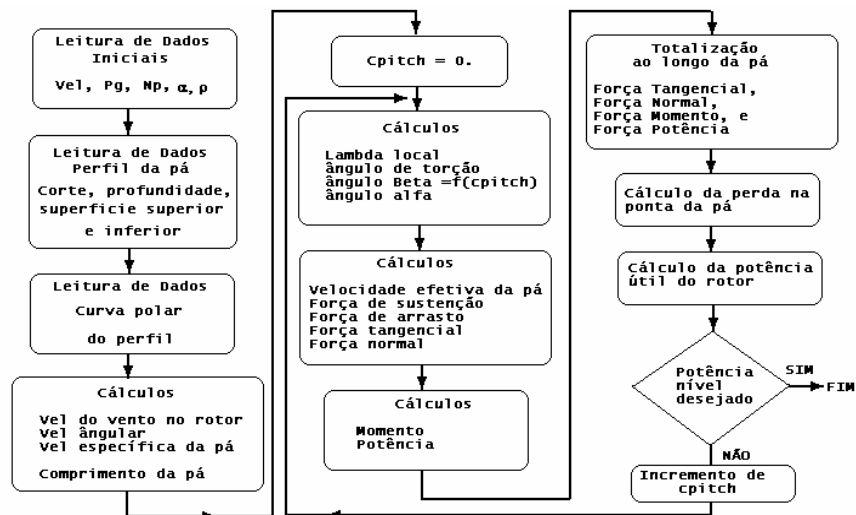 Leitura de Dados
Iniciais
Vel, Pg, Np, α, ρ
Leitura de Dados
Perfil da pá
Corte, profundidade,
superficie superior
e inferior
Leitura de Dados
Curva polar
do perfil
Cálculos
Vel do vento no rotor
Vel ângular
Vel específica da pá
Comprimento da pá
Cpitch = 0.
Cálculos
Lambda local
ângulo de torção
ângulo Beta =f(cpitch)
ângulo alfa
Cálculos
Velocidade efetiva da pá
Força de sustenção
Força de arrasto
Força tangencial
Força normal
Cálculos
Momento
Potência
Totalização
ao longo da pá
Força Tangencial,
Força Normal,
Força Momento, e
Força Potência
Cálculo da perda na
ponta da pá
Cálculo da potência
útil do rotor
Potência
nível
desejado
SIM
FIM
NÃO
Incremento de
cpitch